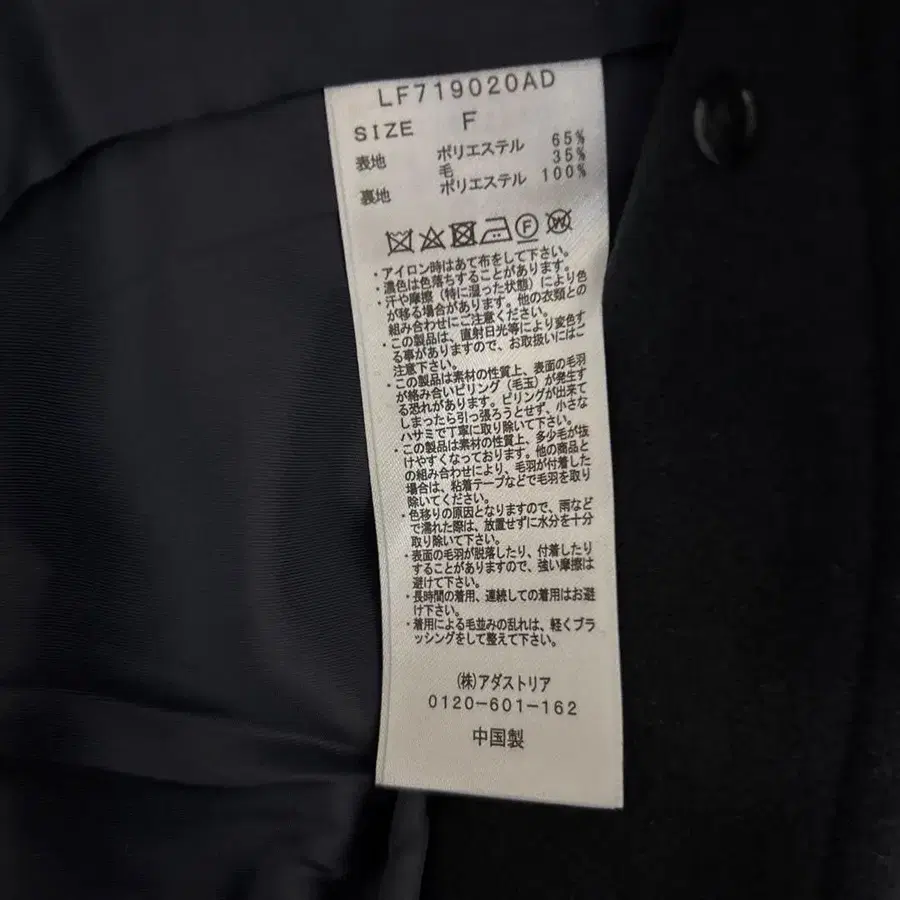 LF719020AD
SIZE F
表地 ポリエステル 65%
毛 35%
裏地 ポリエステル 100%
F W
・アイロン時はあて布をして下さい。
・濃色は色落ちすることがあります。
・汗や摩擦（特に湿った状態）により色
が移る場合があります。他の衣類との
組み合わせにご注意ください。
・この製品は、直射日光等により変色す
る事がありますので、お取扱いにはご
注意下さい。
・この製品は素材の性質上、表面の毛羽
が絡み合いピリング（毛玉）が発生す
る恐れがあります。ピリングが出来て
しまったら引っ張ろうとせず、小さな
ハサミで丁寧に取り除いて下さい。
・この製品は素材の性質上、多少毛が抜
けやすくなっております。他の商品と
の組み合わせにより、毛羽が付着した
場合は、粘着テープなどで毛羽を取り
除いてください。
・色移りの原因となりますので、雨など
で濡れた際は、放置せずに水分を十分
取り除いて下さい。
・表面の毛羽が脱落したり、付着したり
することがありますので、強い摩擦は
避けて下さい。
・長時間の着用、連続しての着用はお避
け下さい。
・着用による毛並みの乱れは、軽くブラ
ッシングをして整えて下さい。
(株)アダストリア
0120-601-162
中国製